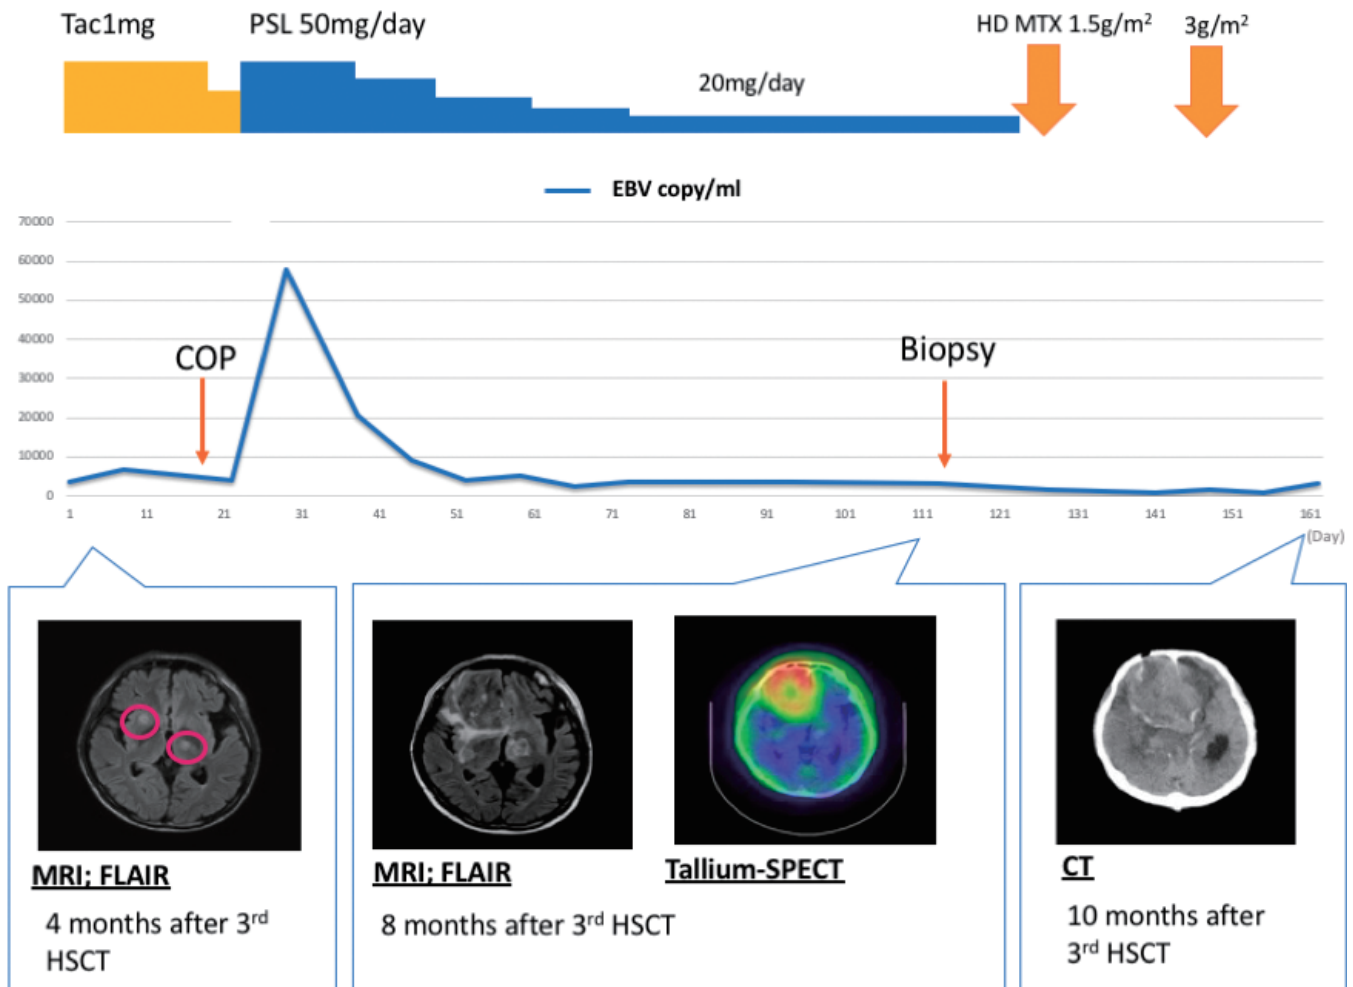 Tac1mg
PSL 50mg/day
HD MTX 1.5g/m²
3g/m²
20mg/day
EBV copy/ml
70000
60000
50000
40000
30000
20000
10000
0
COP
Biopsy
1 11 21 31 41 51 61 71 81 91 101 111 121 131 141 151 161
(Day)
MRI; FLAIR
4 months after 3rd
HSCT
MRI; FLAIR
Tallium-SPECT
8 months after 3rd HSCT
CT
10 months after
3rd HSCT